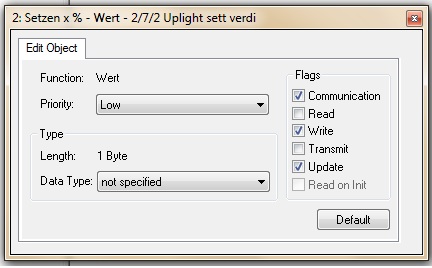 2: Setzen x % - Wert - 2/7/2 Uplight sett verdi
Edit Object
Function: Wert
Priority: Low
Type
Length: 1 Byte
Data Type: not specified
Flags
Communication
Read
Write
Transmit
Update
Read on Init
Default